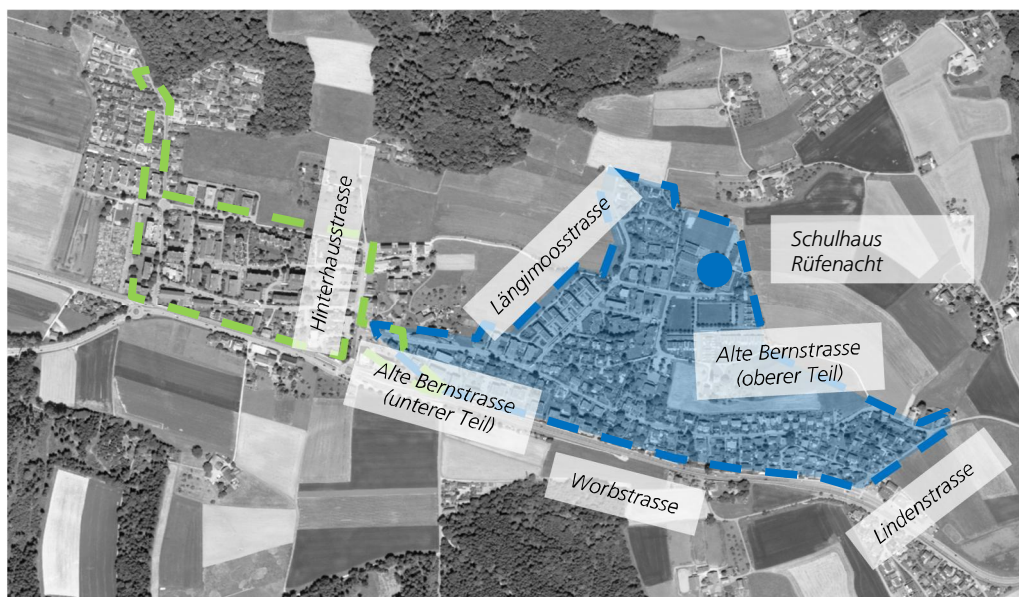 Hinterhausstrasse
Längimoosstrasse
Schulhaus
Rüfenacht
Alte Bernstrasse
(oberer Teil)
Alte Bernstrasse
(unterer Teil)
Worbstrasse
Lindenstrasse